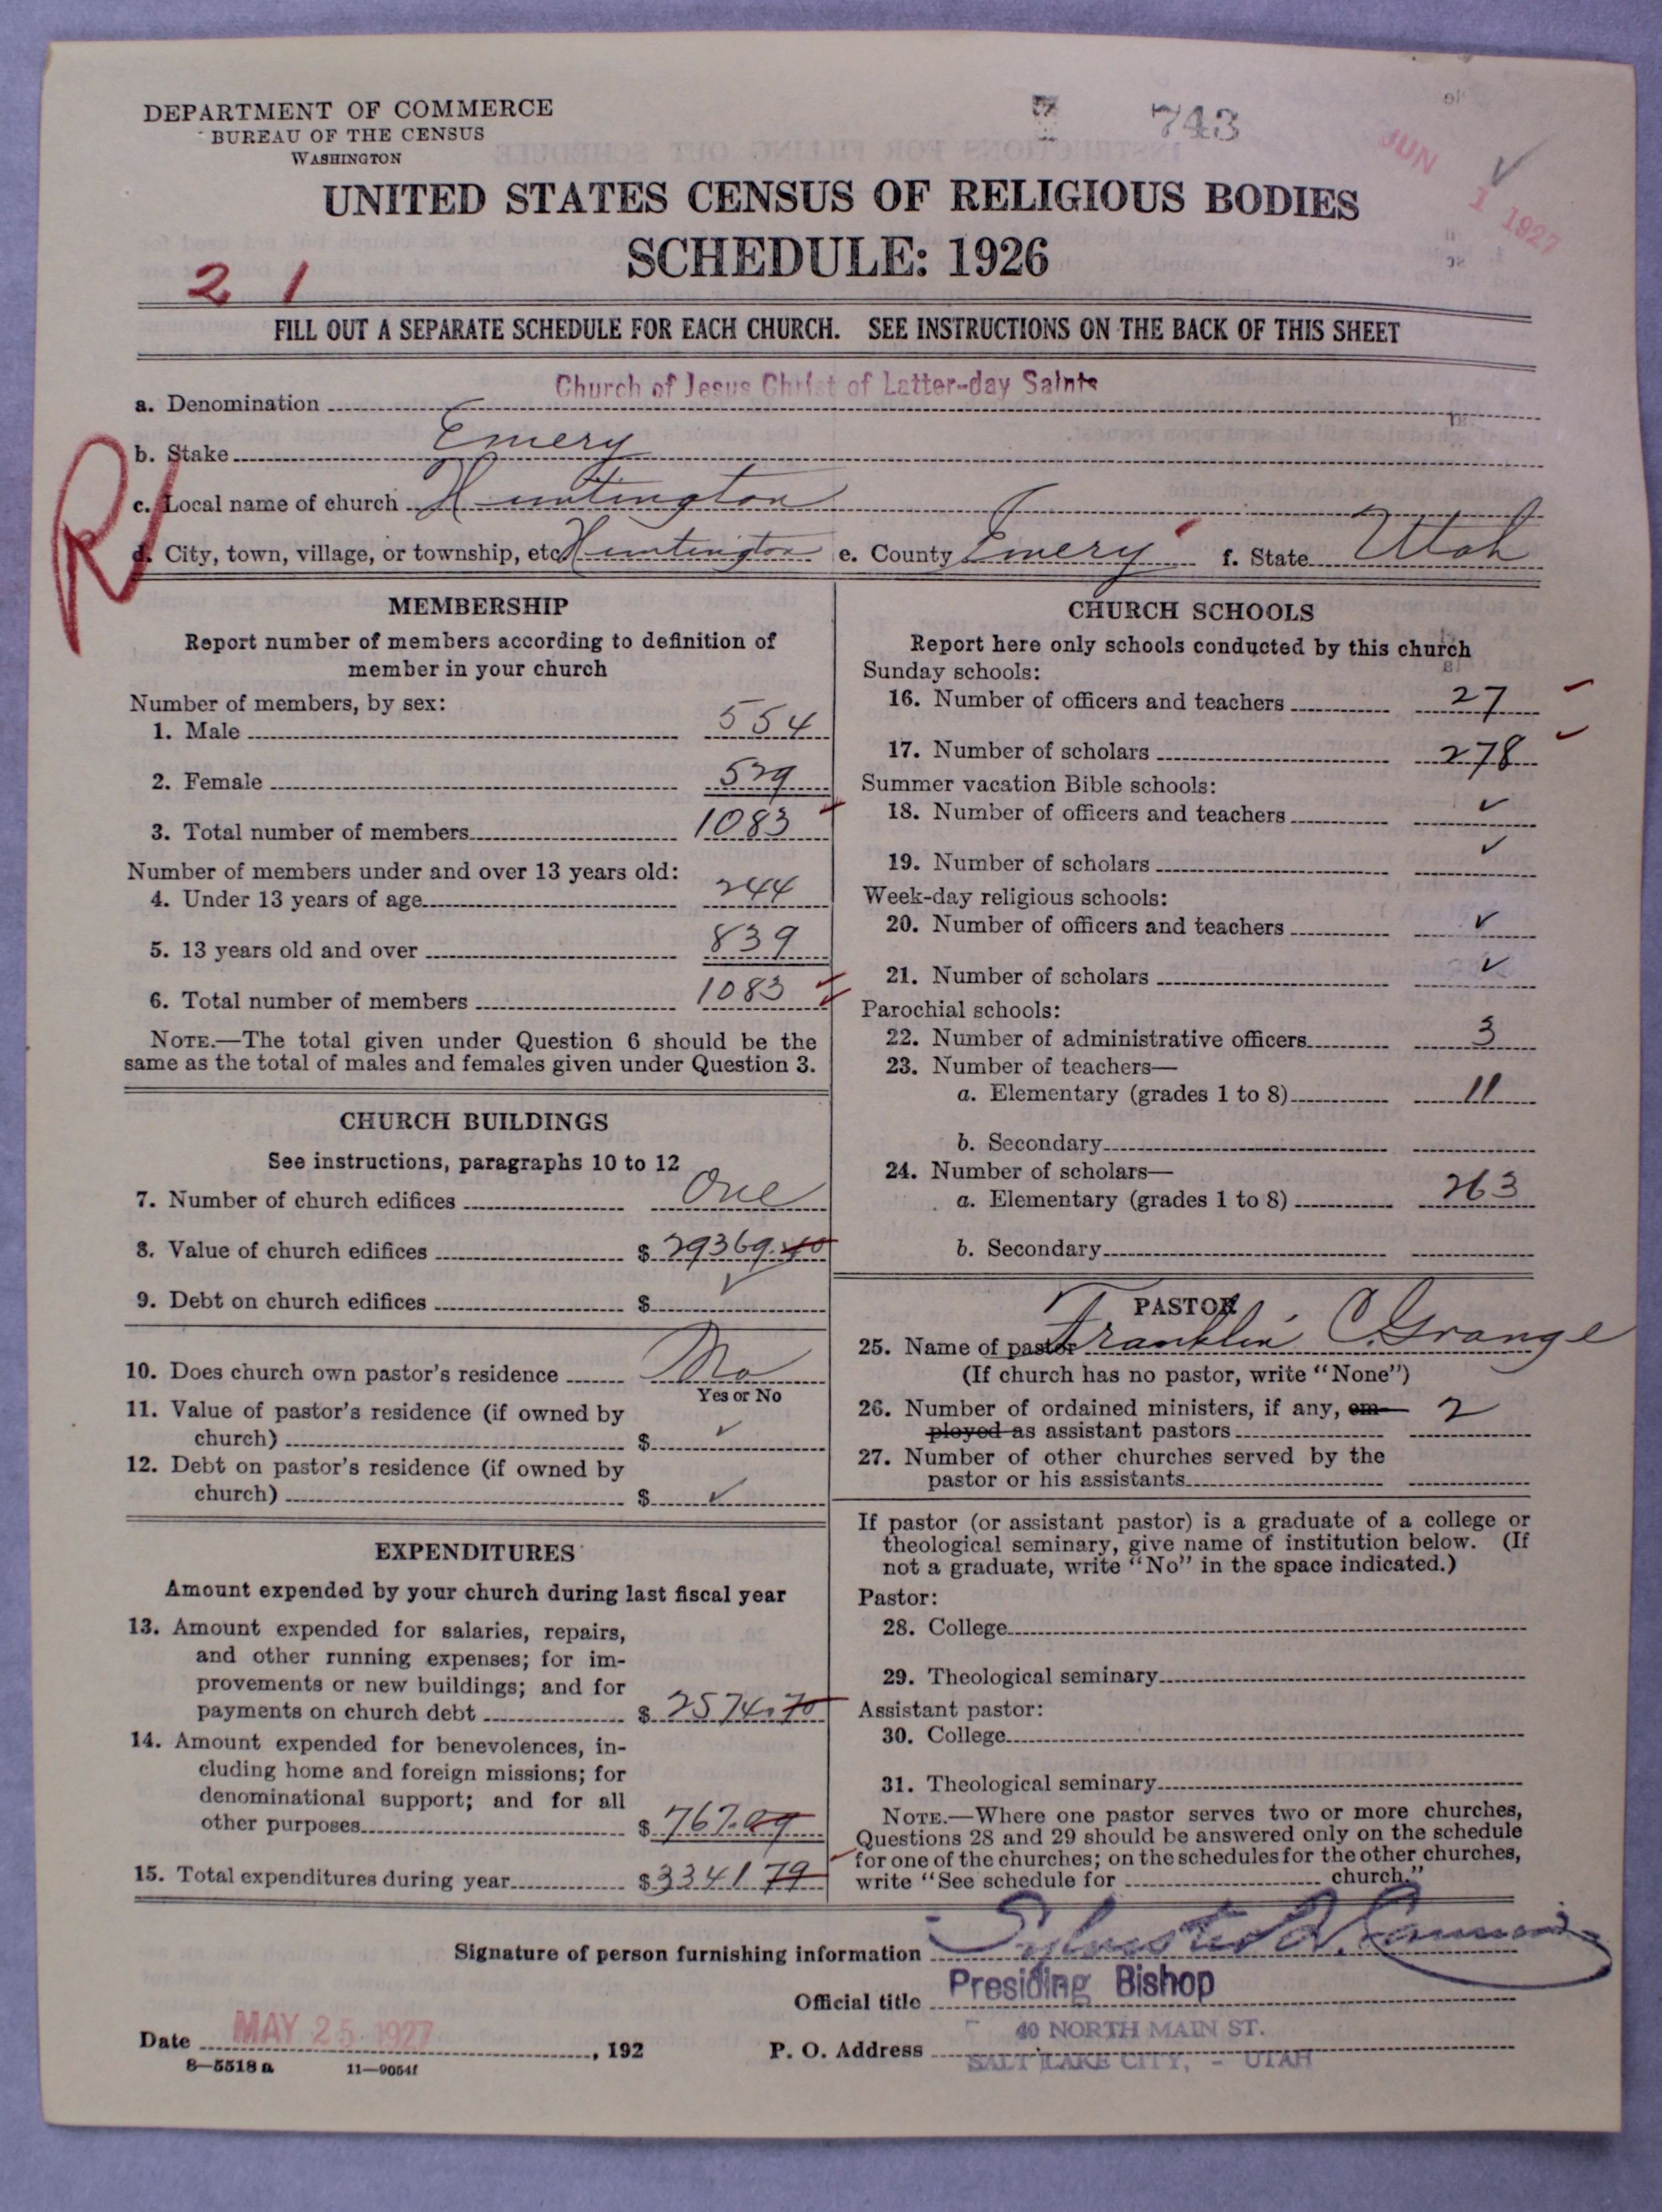 DEPARTMENT OF COMMERCE
BUREAU OF THE CENSUS
WASHINGTON
743
JUN 1 1927
UNITED STATES CENSUS OF RELIGIOUS BODIES
SCHEDULE: 1926
2 1
FILL OUT A SEPARATE SCHEDULE FOR EACH CHURCH. SEE INSTRUCTIONS ON THE BACK OF THIS SHEET
a. Denomination Church of Jesus Christ of Latter-day Saints
b. Stake Emery
R
c. Local name of church Huntington
d. City, town, village, or township, etc. Huntington e. County Emery f. State Utah
MEMBERSHIP
Report number of members according to definition of
member in your church
Number of members, by sex:
1. Male 554
2. Female 529
3. Total number of members 1083
Number of members under and over 13 years old:
4. Under 13 years of age 244
5. 13 years old and over 839
6. Total number of members 1083
NOTE.—The total given under Question 6 should be the
same as the total of males and females given under Question 3.
CHURCH BUILDINGS
See instructions, paragraphs 10 to 12
7. Number of church edifices One
8. Value of church edifices $ 29369.40
9. Debt on church edifices $ ✓
10. Does church own pastor's residence No
Yes or No
11. Value of pastor's residence (if owned by
church) $ ✓
12. Debt on pastor's residence (if owned by
church) $ ✓
EXPENDITURES
Amount expended by your church during last fiscal year
13. Amount expended for salaries, repairs,
and other running expenses; for im-
provements or new buildings; and for
payments on church debt $ 2574.70
14. Amount expended for benevolences, in-
cluding home and foreign missions; for
denominational support; and for all
other purposes $ 767.09
15. Total expenditures during year $ 3341 79
CHURCH SCHOOLS
Report here only schools conducted by this church
Sunday schools:
16. Number of officers and teachers 27
17. Number of scholars 278
Summer vacation Bible schools:
18. Number of officers and teachers ✓
19. Number of scholars ✓
Week-day religious schools:
20. Number of officers and teachers ✓
21. Number of scholars ✓
Parochial schools:
22. Number of administrative officers 3
23. Number of teachers—
a. Elementary (grades 1 to 8) 11
b. Secondary
24. Number of scholars—
a. Elementary (grades 1 to 8) 263
b. Secondary
PASTOR
25. Name of pastor Franklin C Grange
(If church has no pastor, write "None")
26. Number of ordained ministers, if any, em-
ployed as assistant pastors 2
27. Number of other churches served by the
pastor or his assistants
If pastor (or assistant pastor) is a graduate of a college or
theological seminary, give name of institution below. (If
not a graduate, write "No" in the space indicated.)
Pastor:
28. College
29. Theological seminary
Assistant pastor:
30. College
31. Theological seminary
NOTE.—Where one pastor serves two or more churches,
Questions 28 and 29 should be answered only on the schedule
for one of the churches; on the schedules for the other churches,
write "See schedule for church."
Signature of person furnishing information Sylvester Q. Cannon
Official title Presiding Bishop
Date MAY 25 1927, 192
P. O. Address 40 NORTH MAIN ST.
SALT LAKE CITY, - UTAH
8—5518 a 11—9054f